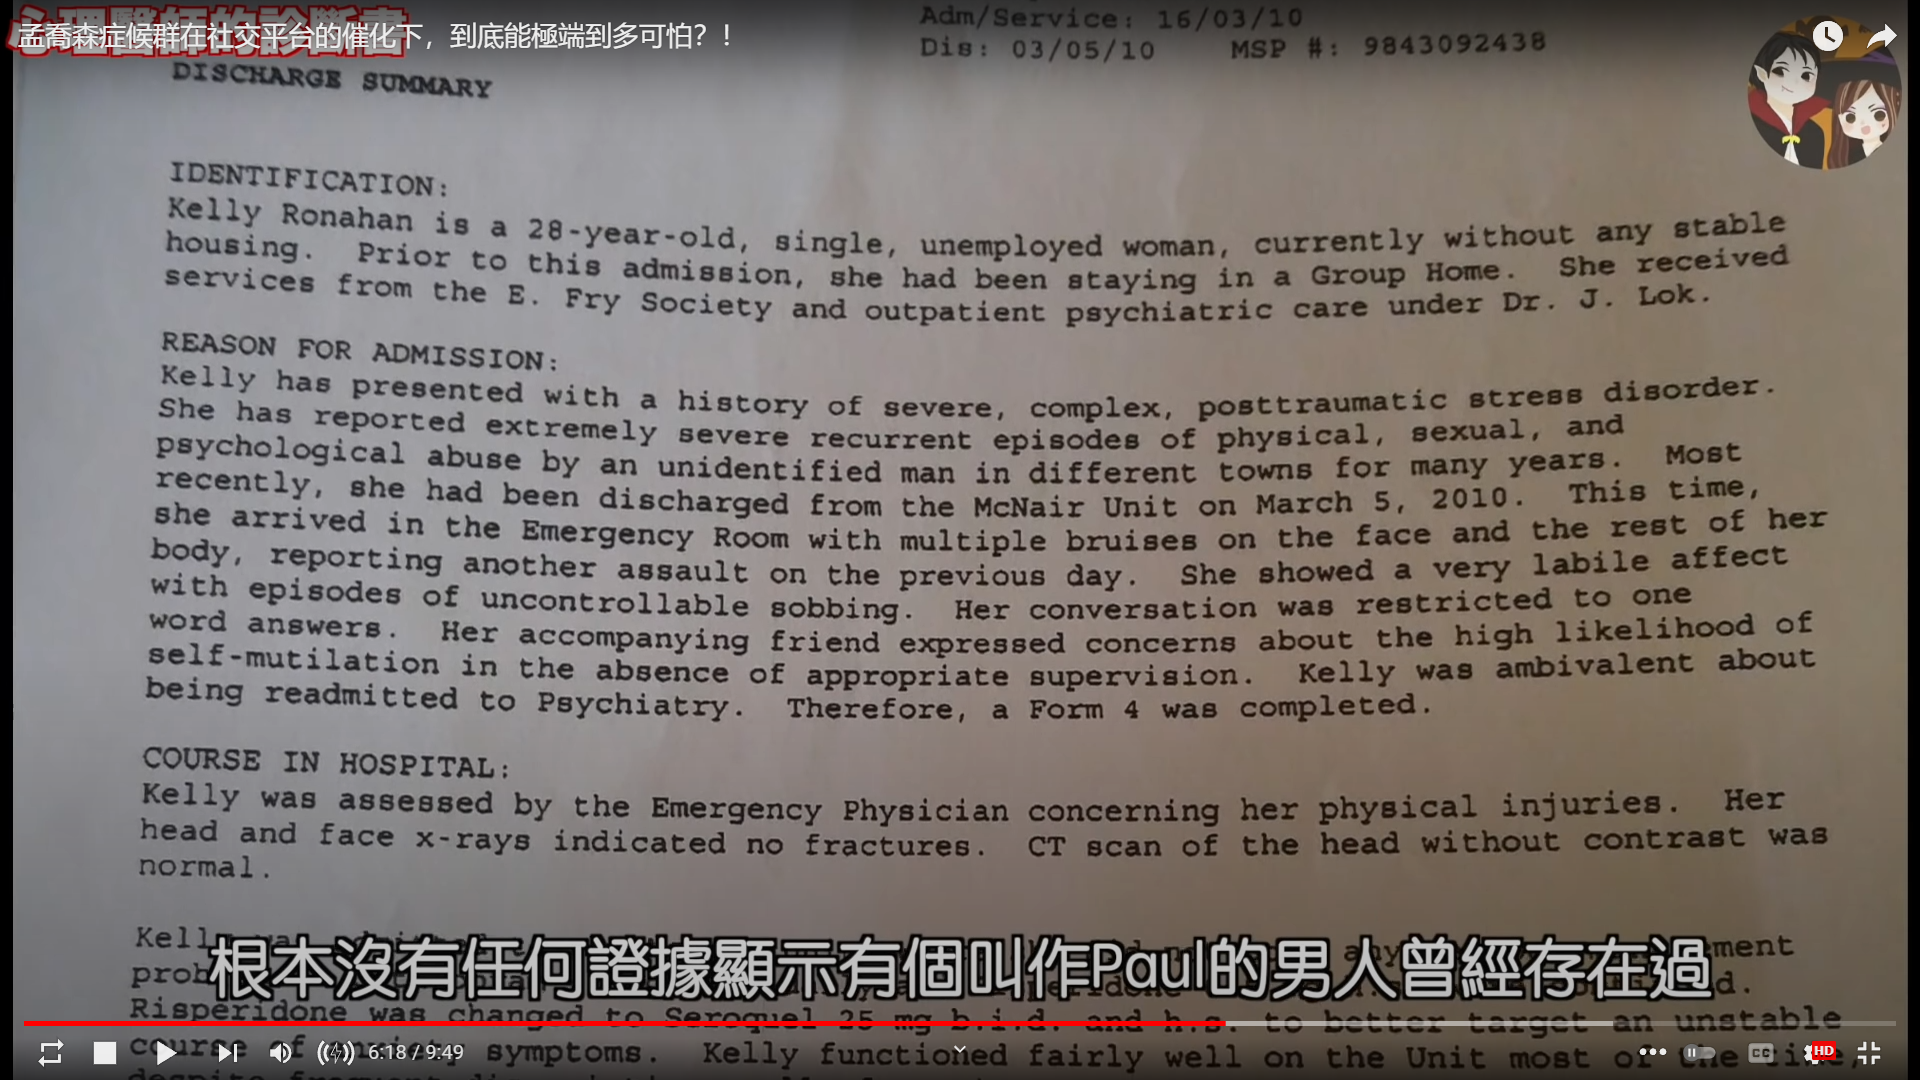 孟喬森症候群在社交平台的催化下，到底能極端到多可怕？！
心理醫師的診斷書
Adm/Service: 16/03/10
Dis: 03/05/10 MSP #: 9843092438
DISCHARGE SUMMARY
IDENTIFICATION:
Kelly Ronahan is a 28-year-old, single, unemployed woman, currently without any stable
housing. Prior to this admission, she had been staying in a Group Home. She received
services from the E. Fry Society and outpatient psychiatric care under Dr. J. Lok.
REASON FOR ADMISSION:
Kelly has presented with a history of severe, complex, posttraumatic stress disorder.
She has reported extremely severe recurrent episodes of physical, sexual, and
psychological abuse by an unidentified man in different towns for many years. Most
recently, she had been discharged from the McNair Unit on March 5, 2010. This time,
she arrived in the Emergency Room with multiple bruises on the face and the rest of her
body, reporting another assault on the previous day. She showed a very labile affect
with episodes of uncontrollable sobbing. Her conversation was restricted to one
word answers. Her accompanying friend expressed concerns about the high likelihood of
self-mutilation in the absence of appropriate supervision. Kelly was ambivalent about
being readmitted to Psychiatry. Therefore, a Form 4 was completed.
COURSE IN HOSPITAL:
Kelly was assessed by the Emergency Physician concerning her physical injuries. Her
head and face x-rays indicated no fractures. CT scan of the head without contrast was
normal.
根本沒有任何證據顯示有個叫作Paul的男人曾經存在過
Risperidone was changed to Seroquel 25 mg b.i.d. and h.s. to better target an unstable
course of anxiety symptoms. Kelly functioned fairly well on the Unit most of the time,
6:18 / 9:49
CC
HD